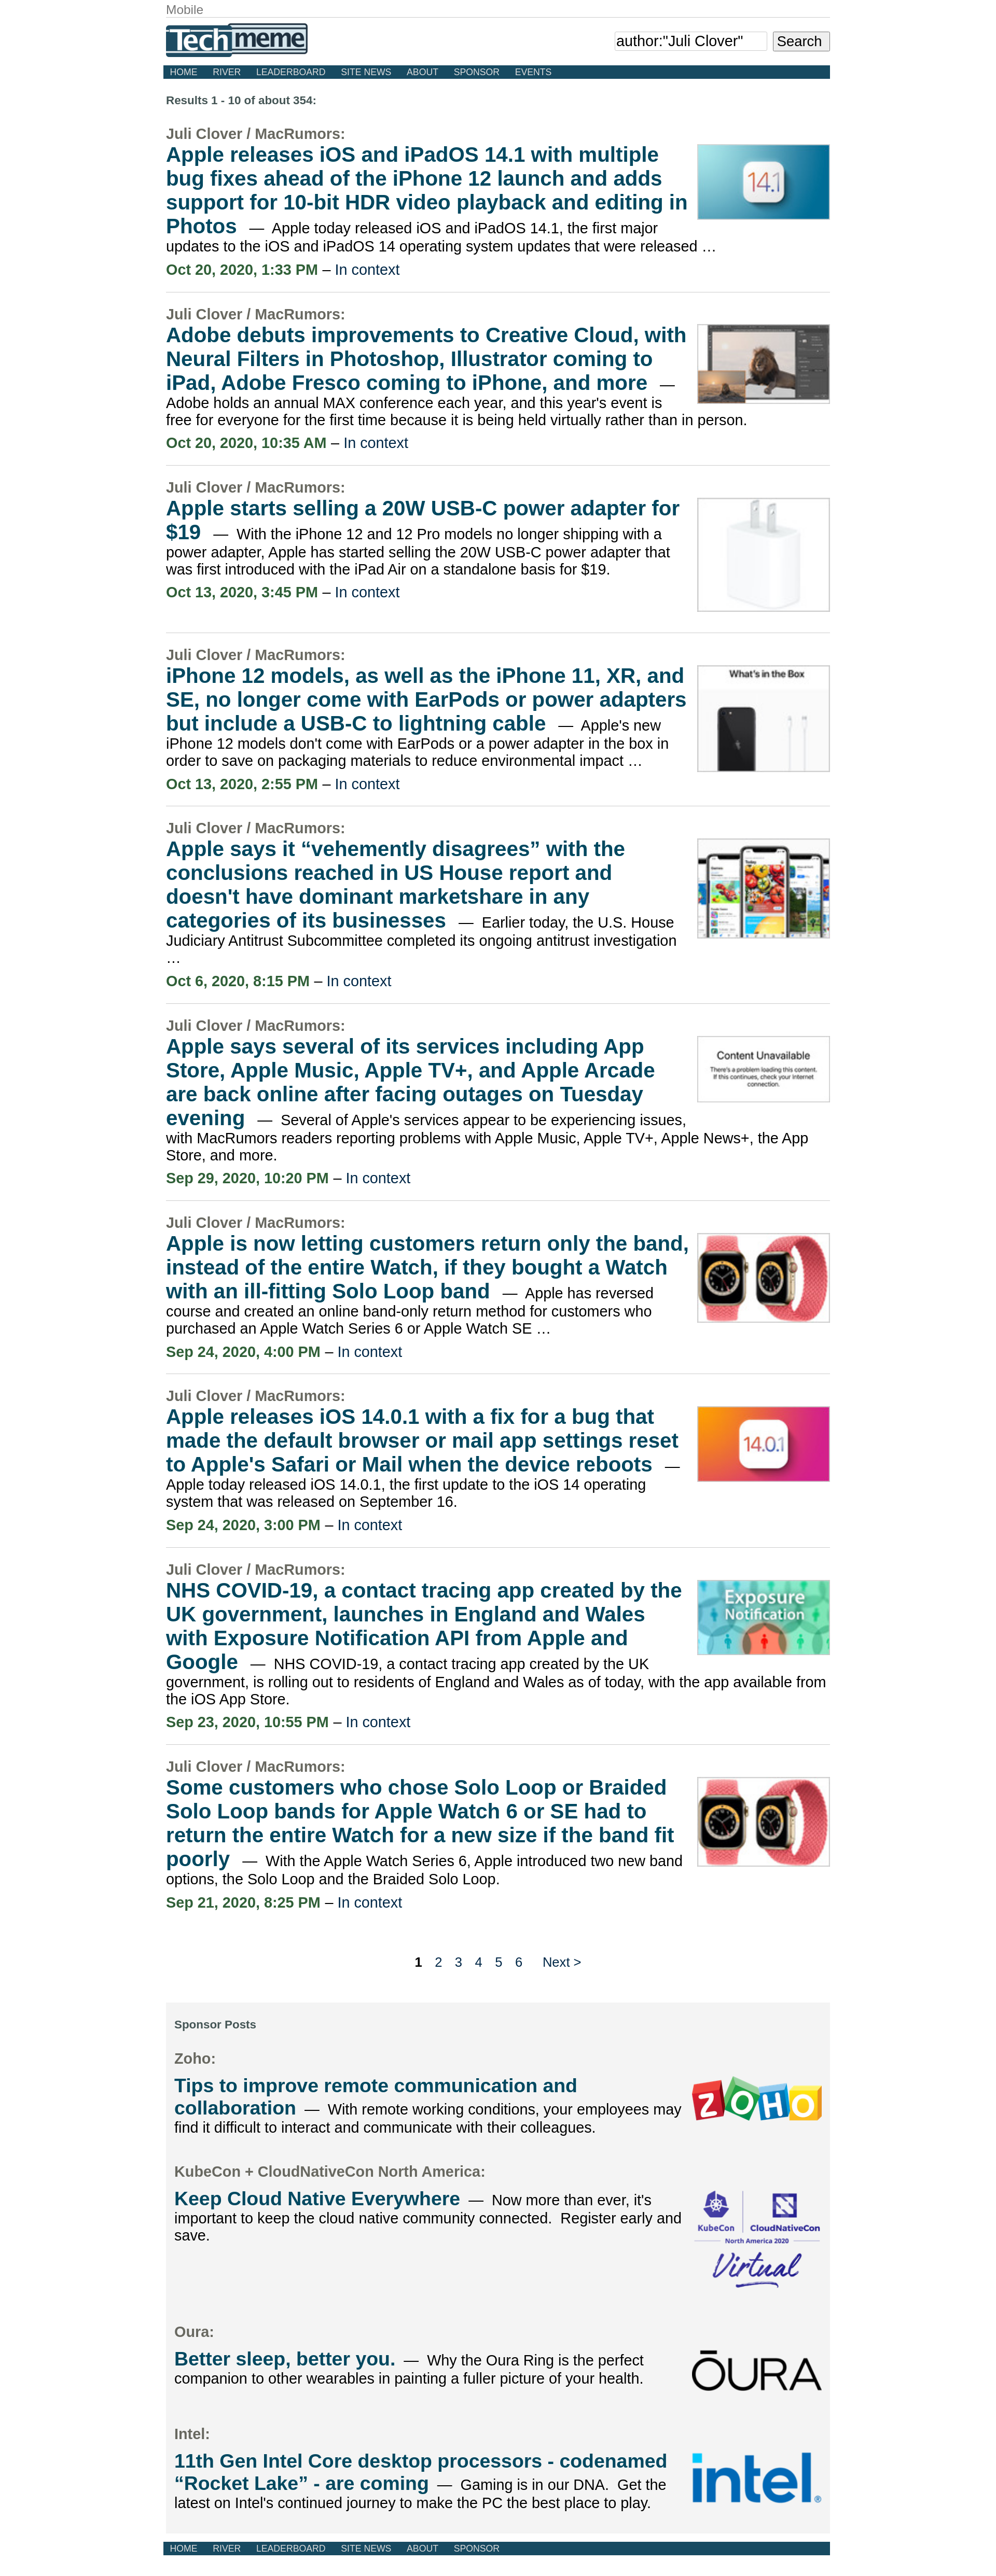 Mobile
Techmeme
author:"Juli Clover"
Search
HOME RIVER LEADERBOARD SITE NEWS ABOUT SPONSOR EVENTS
Results 1 - 10 of about 354:
Juli Clover / MacRumors:
Apple releases iOS and iPadOS 14.1 with multiple
bug fixes ahead of the iPhone 12 launch and adds
support for 10-bit HDR video playback and editing in
Photos — Apple today released iOS and iPadOS 14.1, the first major
updates to the iOS and iPadOS 14 operating system updates that were released …
14.1
Oct 20, 2020, 1:33 PM – In context
Juli Clover / MacRumors:
Adobe debuts improvements to Creative Cloud, with
Neural Filters in Photoshop, Illustrator coming to
iPad, Adobe Fresco coming to iPhone, and more —
Adobe holds an annual MAX conference each year, and this year's event is
free for everyone for the first time because it is being held virtually rather than in person.
Oct 20, 2020, 10:35 AM – In context
Juli Clover / MacRumors:
Apple starts selling a 20W USB-C power adapter for
$19 — With the iPhone 12 and 12 Pro models no longer shipping with a
power adapter, Apple has started selling the 20W USB-C power adapter that
was first introduced with the iPad Air on a standalone basis for $19.
Oct 13, 2020, 3:45 PM – In context
Juli Clover / MacRumors:
iPhone 12 models, as well as the iPhone 11, XR, and
SE, no longer come with EarPods or power adapters
but include a USB-C to lightning cable — Apple's new
iPhone 12 models don't come with EarPods or a power adapter in the box in
order to save on packaging materials to reduce environmental impact …
What's in the Box
Oct 13, 2020, 2:55 PM – In context
Juli Clover / MacRumors:
Apple says it “vehemently disagrees” with the
conclusions reached in US House report and
doesn't have dominant marketshare in any
categories of its businesses — Earlier today, the U.S. House
Judiciary Antitrust Subcommittee completed its ongoing antitrust investigation
…
Oct 6, 2020, 8:15 PM – In context
Juli Clover / MacRumors:
Apple says several of its services including App
Store, Apple Music, Apple TV+, and Apple Arcade
are back online after facing outages on Tuesday
evening — Several of Apple's services appear to be experiencing issues,
with MacRumors readers reporting problems with Apple Music, Apple TV+, Apple News+, the App
Store, and more.
Content Unavailable
There's a problem loading this content.
If this continues, check your Internet
connection.
Sep 29, 2020, 10:20 PM – In context
Juli Clover / MacRumors:
Apple is now letting customers return only the band,
instead of the entire Watch, if they bought a Watch
with an ill-fitting Solo Loop band — Apple has reversed
course and created an online band-only return method for customers who
purchased an Apple Watch Series 6 or Apple Watch SE …
Sep 24, 2020, 4:00 PM – In context
Juli Clover / MacRumors:
Apple releases iOS 14.0.1 with a fix for a bug that
made the default browser or mail app settings reset
to Apple's Safari or Mail when the device reboots —
Apple today released iOS 14.0.1, the first update to the iOS 14 operating
system that was released on September 16.
14.0.1
Sep 24, 2020, 3:00 PM – In context
Juli Clover / MacRumors:
NHS COVID-19, a contact tracing app created by the
UK government, launches in England and Wales
with Exposure Notification API from Apple and
Google — NHS COVID-19, a contact tracing app created by the UK
government, is rolling out to residents of England and Wales as of today, with the app available from
the iOS App Store.
Exposure
Notification
Sep 23, 2020, 10:55 PM – In context
Juli Clover / MacRumors:
Some customers who chose Solo Loop or Braided
Solo Loop bands for Apple Watch 6 or SE had to
return the entire Watch for a new size if the band fit
poorly — With the Apple Watch Series 6, Apple introduced two new band
options, the Solo Loop and the Braided Solo Loop.
Sep 21, 2020, 8:25 PM – In context
1 2 3 4 5 6 Next >
Sponsor Posts
Zoho:
Tips to improve remote communication and
collaboration — With remote working conditions, your employees may
find it difficult to interact and communicate with their colleagues.
ZOHO
KubeCon + CloudNativeCon North America:
Keep Cloud Native Everywhere — Now more than ever, it's
important to keep the cloud native community connected. Register early and
save.
KubeCon CloudNativeCon
North America 2020
Virtual
Oura:
Better sleep, better you. — Why the Oura Ring is the perfect
companion to other wearables in painting a fuller picture of your health.
ŌURA
Intel:
11th Gen Intel Core desktop processors - codenamed
“Rocket Lake” - are coming — Gaming is in our DNA. Get the
latest on Intel's continued journey to make the PC the best place to play.
intel®
HOME RIVER LEADERBOARD SITE NEWS ABOUT SPONSOR